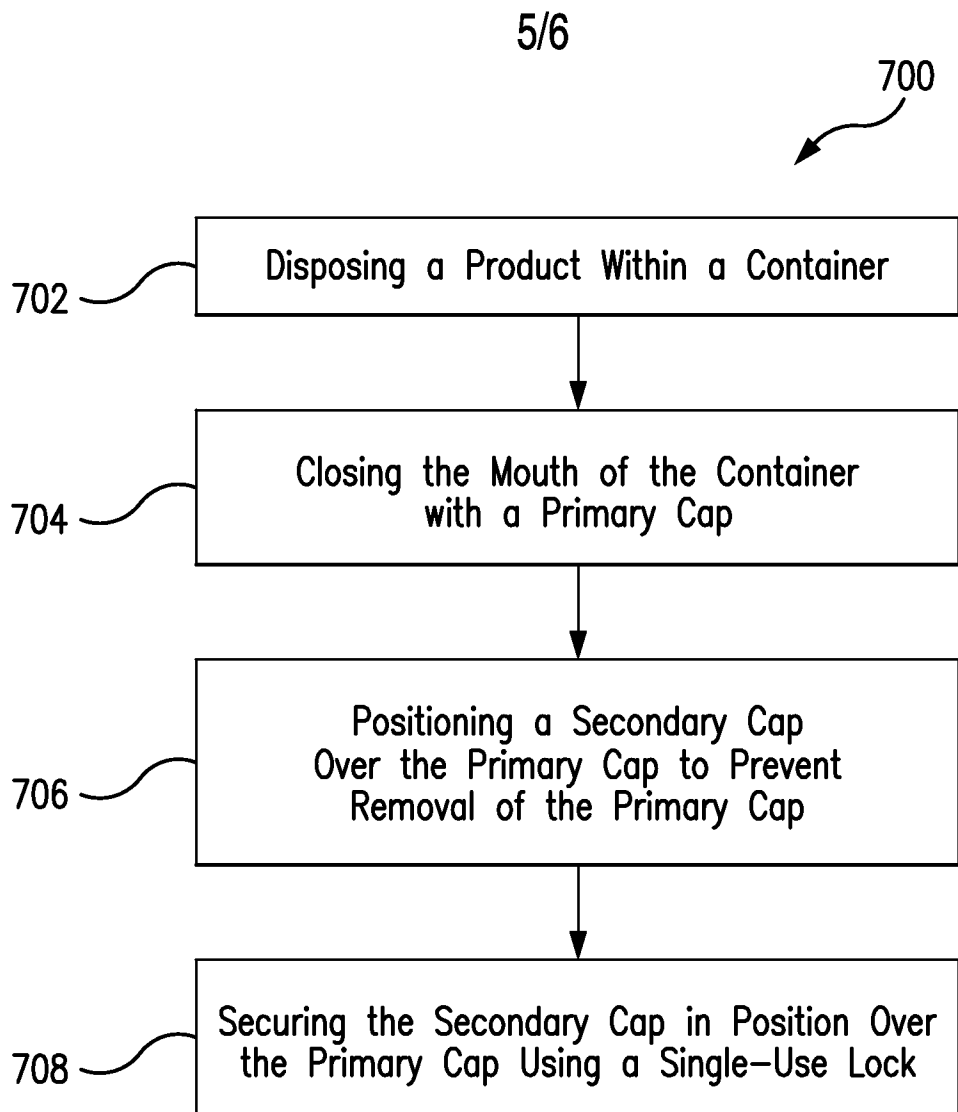 5/6
700
702
Disposing a Product Within a Container
704
Closing the Mouth of the Container
with a Primary Cap
706
Positioning a Secondary Cap
Over the Primary Cap to Prevent
Removal of the Primary Cap
708
Securing the Secondary Cap in Position Over
the Primary Cap Using a Single-Use Lock